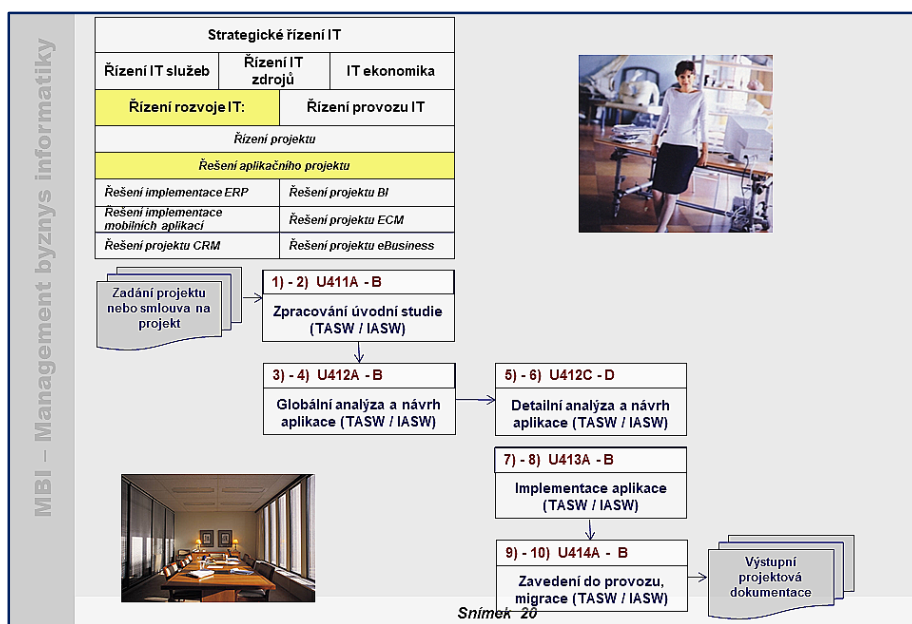 MBI – Management byznys informatiky
Strategické řízení IT
Řízení IT služeb
Řízení IT
zdrojů
IT ekonomika
Řízení rozvoje IT:
Řízení provozu IT
Řízení projektu
Řešení aplikačního projektu
Řešení implementace ERP
Řešení projektu BI
Řešení implementace
mobilních aplikací
Řešení projektu ECM
Řešení projektu CRM
Řešení projektu eBusiness
Zadání projektu
nebo smlouva na
projekt
1) - 2) U411A - B
Zpracování úvodní studie
(TASW / IASW)
3) - 4) U412A - B
Globální analýza a návrh
aplikace (TASW / IASW)
5) - 6) U412C - D
Detailní analýza a návrh
aplikace (TASW / IASW)
7) - 8) U413A - B
Implementace aplikace
(TASW / IASW)
9) - 10) U414A - B
Zavedení do provozu,
migrace (TASW / IASW)
Výstupní
projektová
dokumentace
Snímek 20